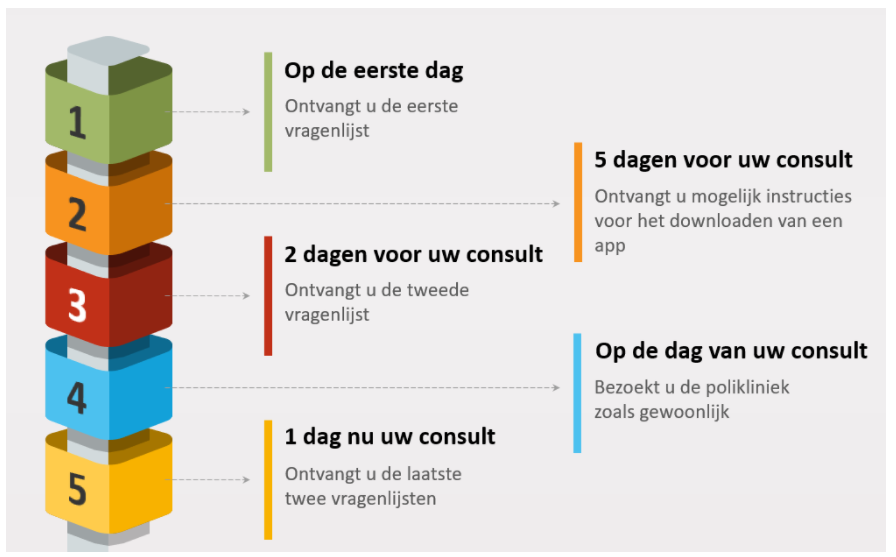 1
Op de eerste dag
Ontvangt u de eerste
vragenlijst
2
5 dagen voor uw consult
Ontvangt u mogelijk instructies
voor het downloaden van een
app
3
2 dagen voor uw consult
Ontvangt u de tweede
vragenlijst
4
Op de dag van uw consult
Bezoekt u de polikliniek
zoals gewoonlijk
5
1 dag nu uw consult
Ontvangt u de laatste
twee vragenlijsten